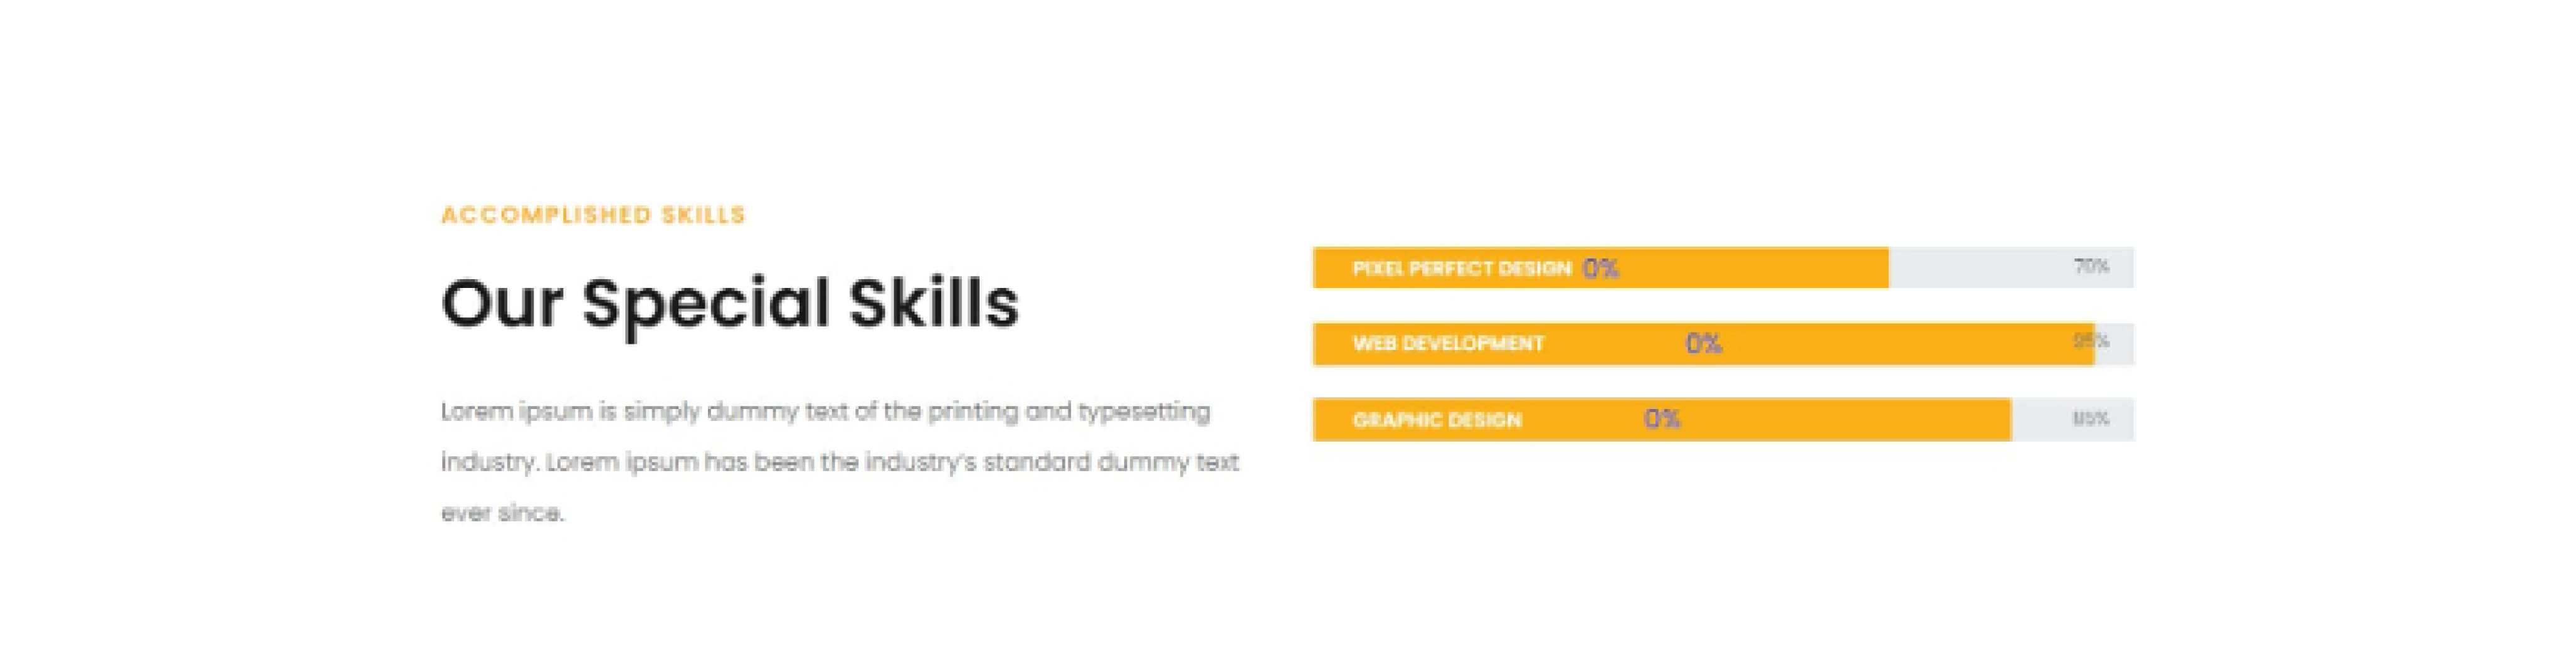 ACCOMPLISHED SKILLS
Our Special Skills
Lorem ipsum is simply dummy text of the printing and typesetting
industry. Lorem ipsum has been the industry's standard dummy text
ever since.
PIXEL PERFECT DESIGN 0% 70%
WEB DEVELOPMENT 0% 95%
GRAPHIC DESIGN 0% 85%